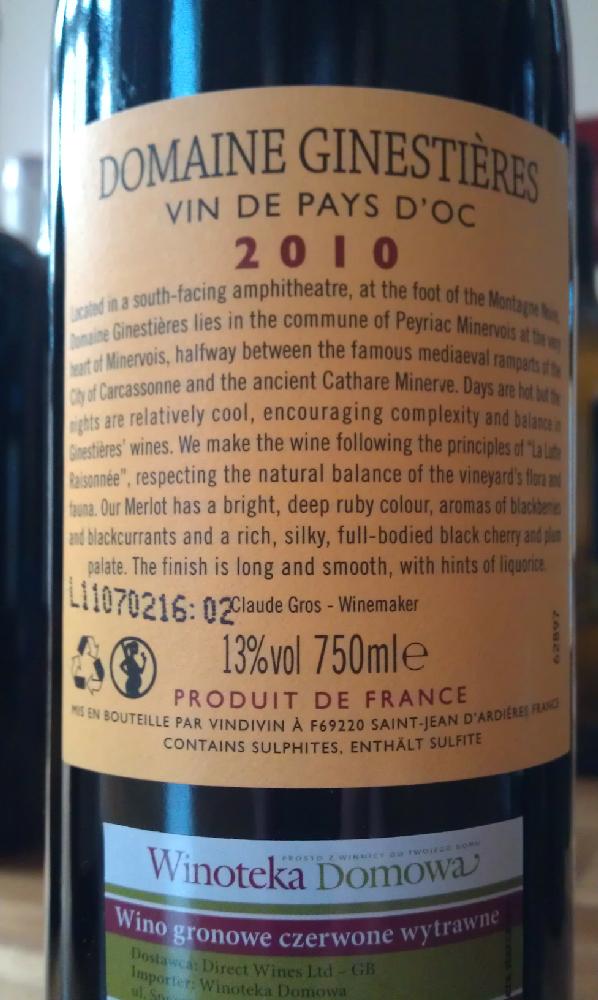 DOMAINE GINESTIÈRES
VIN DE PAYS D'OC
2010
Located in a south-facing amphitheatre, at the foot of the Montagne Noire,
Domaine Ginestières lies in the commune of Peyriac Minervois at the very
heart of Minervois, halfway between the famous mediaeval ramparts of the
City of Carcassonne and the ancient Cathare Minerve. Days are hot but the
nights are relatively cool, encouraging complexity and balance in
Ginestières' wines. We make the wine following the principles of "La Lutte
Raisonnée", respecting the natural balance of the vineyard's flora and
fauna. Our Merlot has a bright, deep ruby colour, aromas of blackberries
and blackcurrants and a rich, silky, full-bodied black cherry and plum
palate. The finish is long and smooth, with hints of liquorice.
L11070216:02
Claude Gros - Winemaker
62897
13%vol 750ml e
PRODUIT DE FRANCE
MIS EN BOUTEILLE PAR VINDIVIN À F69220 SAINT-JEAN D'ARDIÈRES FRANCE
CONTAINS SULPHITES, ENTHÄLT SULFITE
PROSTO Z WINNICY DO TWOJEGO DOMU
Winoteka Domowa
Wino gronowe czerwone wytrawne
Dostawca: Direct Wines Ltd - GB
Importer: Winoteka Domowa
ul.